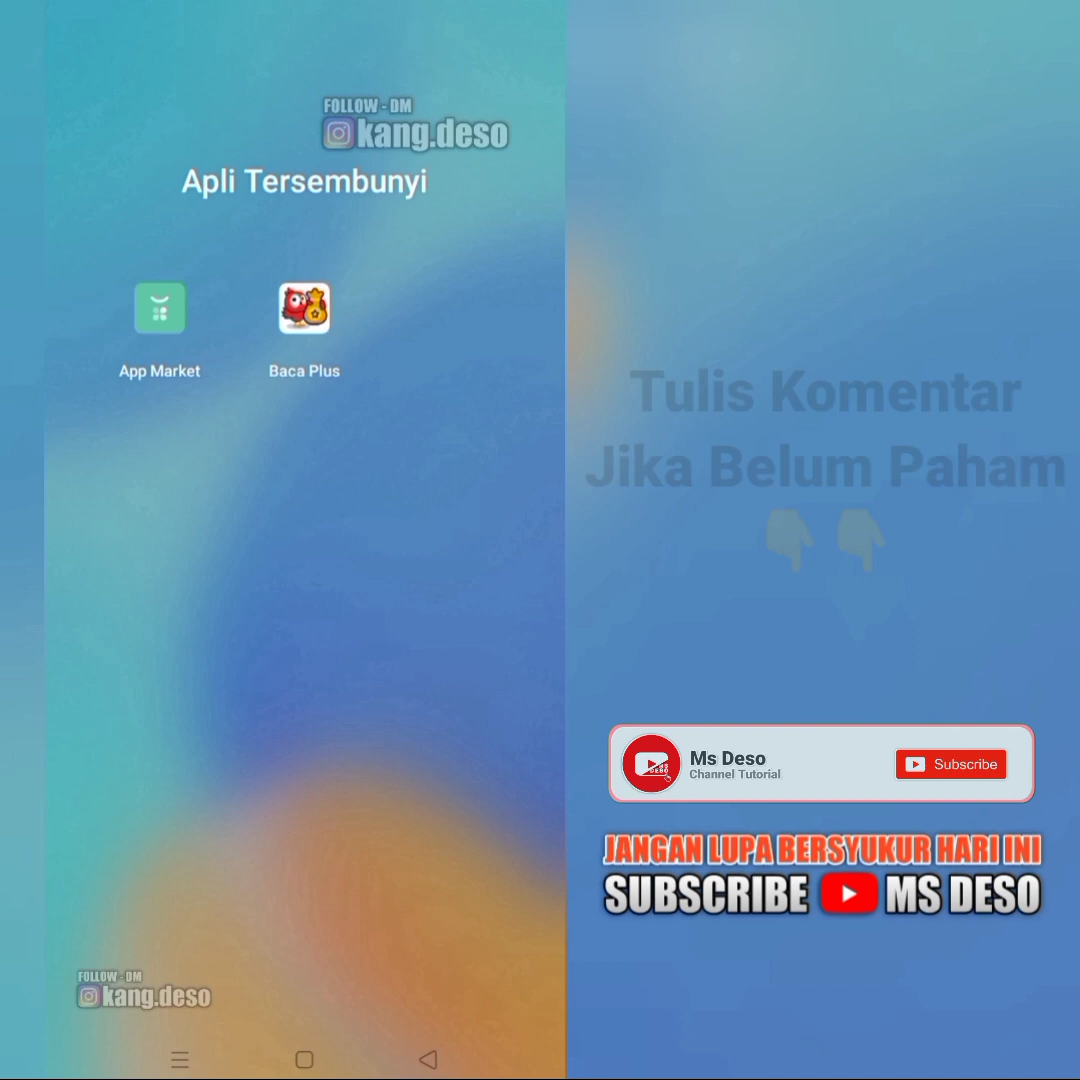 FOLLOW - DM
kang.deso
Apli Tersembunyi
App Market
Baca Plus
FOLLOW - DM
kang.deso
Tulis Komentar
Jika Belum Paham
Ms Deso
Channel Tutorial
Subscribe
JANGAN LUPA BERSYUKUR HARI INI
SUBSCRIBE MS DESO